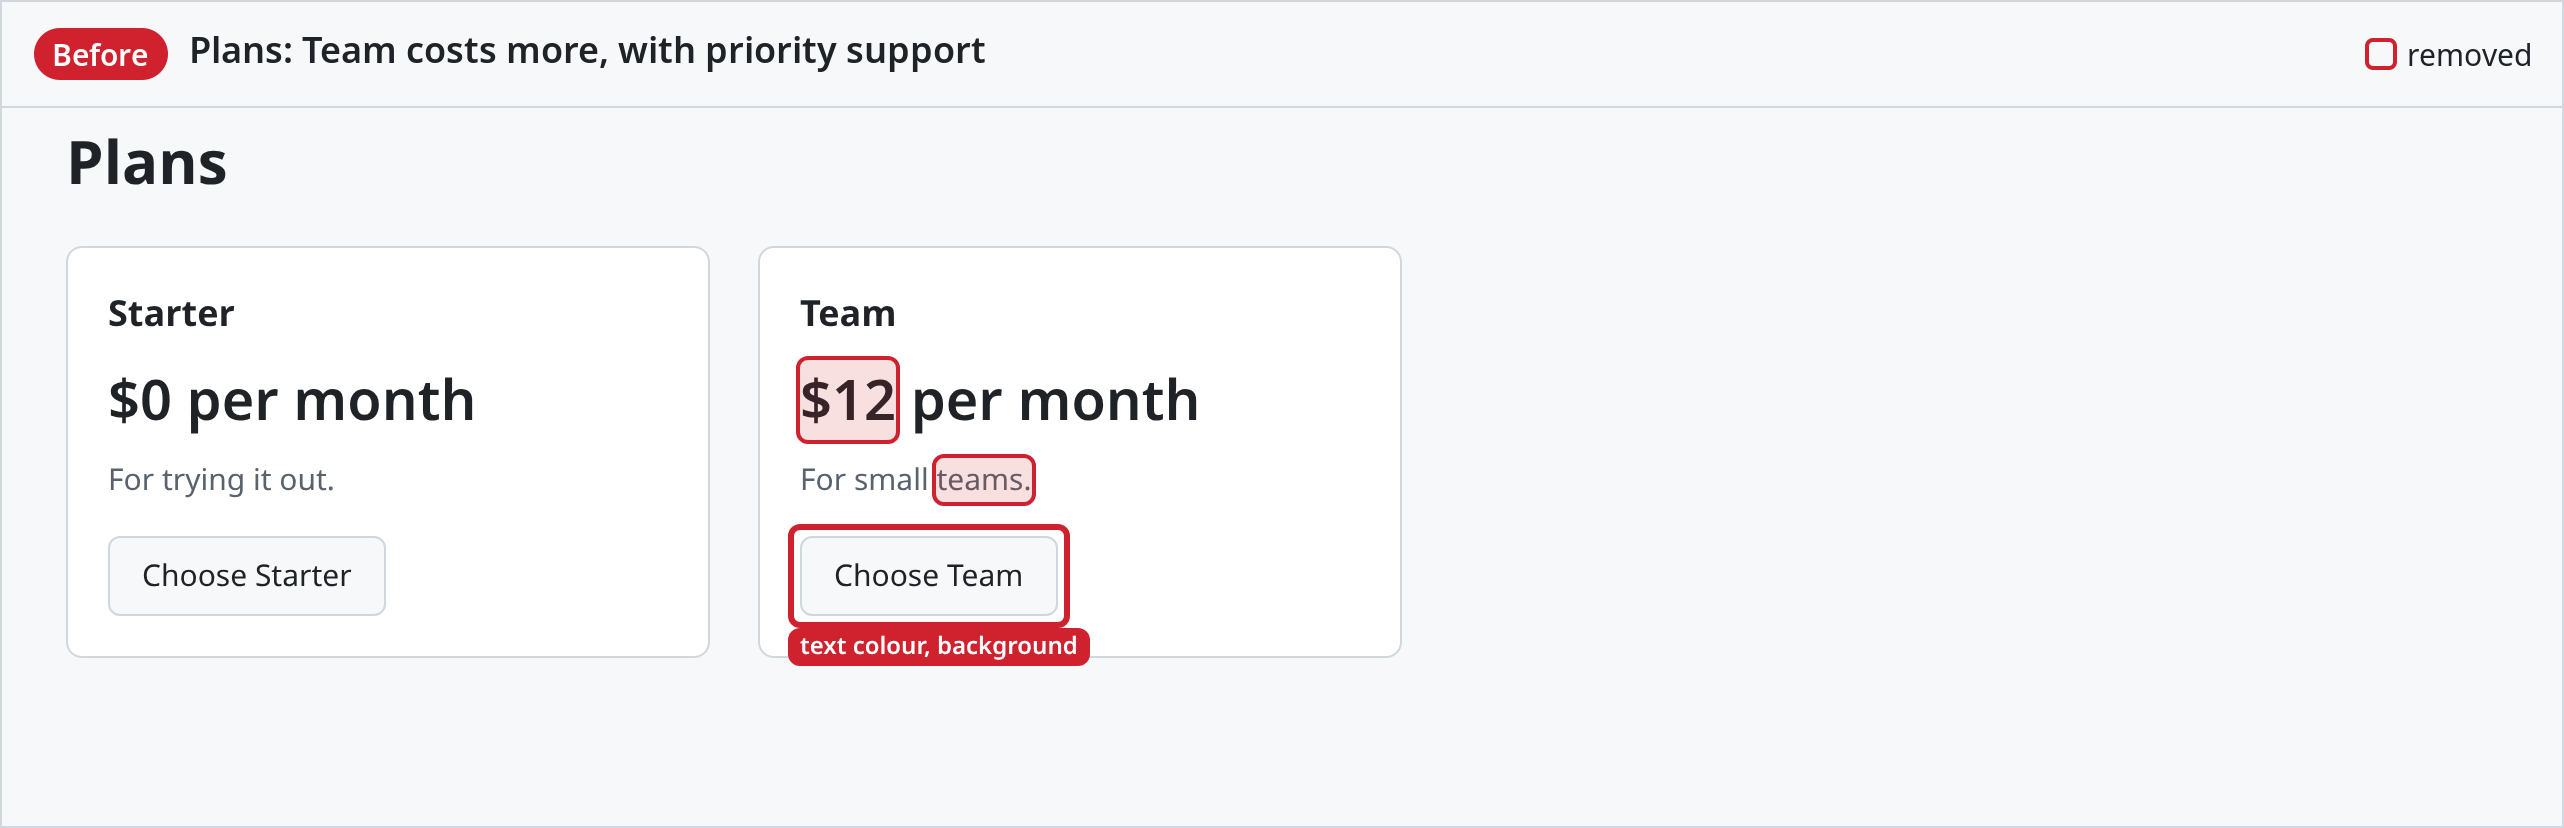 Before Plans: Team costs more, with priority support removed
Plans
Starter
$0 per month
For trying it out.
Choose Starter
Team
$12 per month
For small teams.
Choose Team
text colour, background